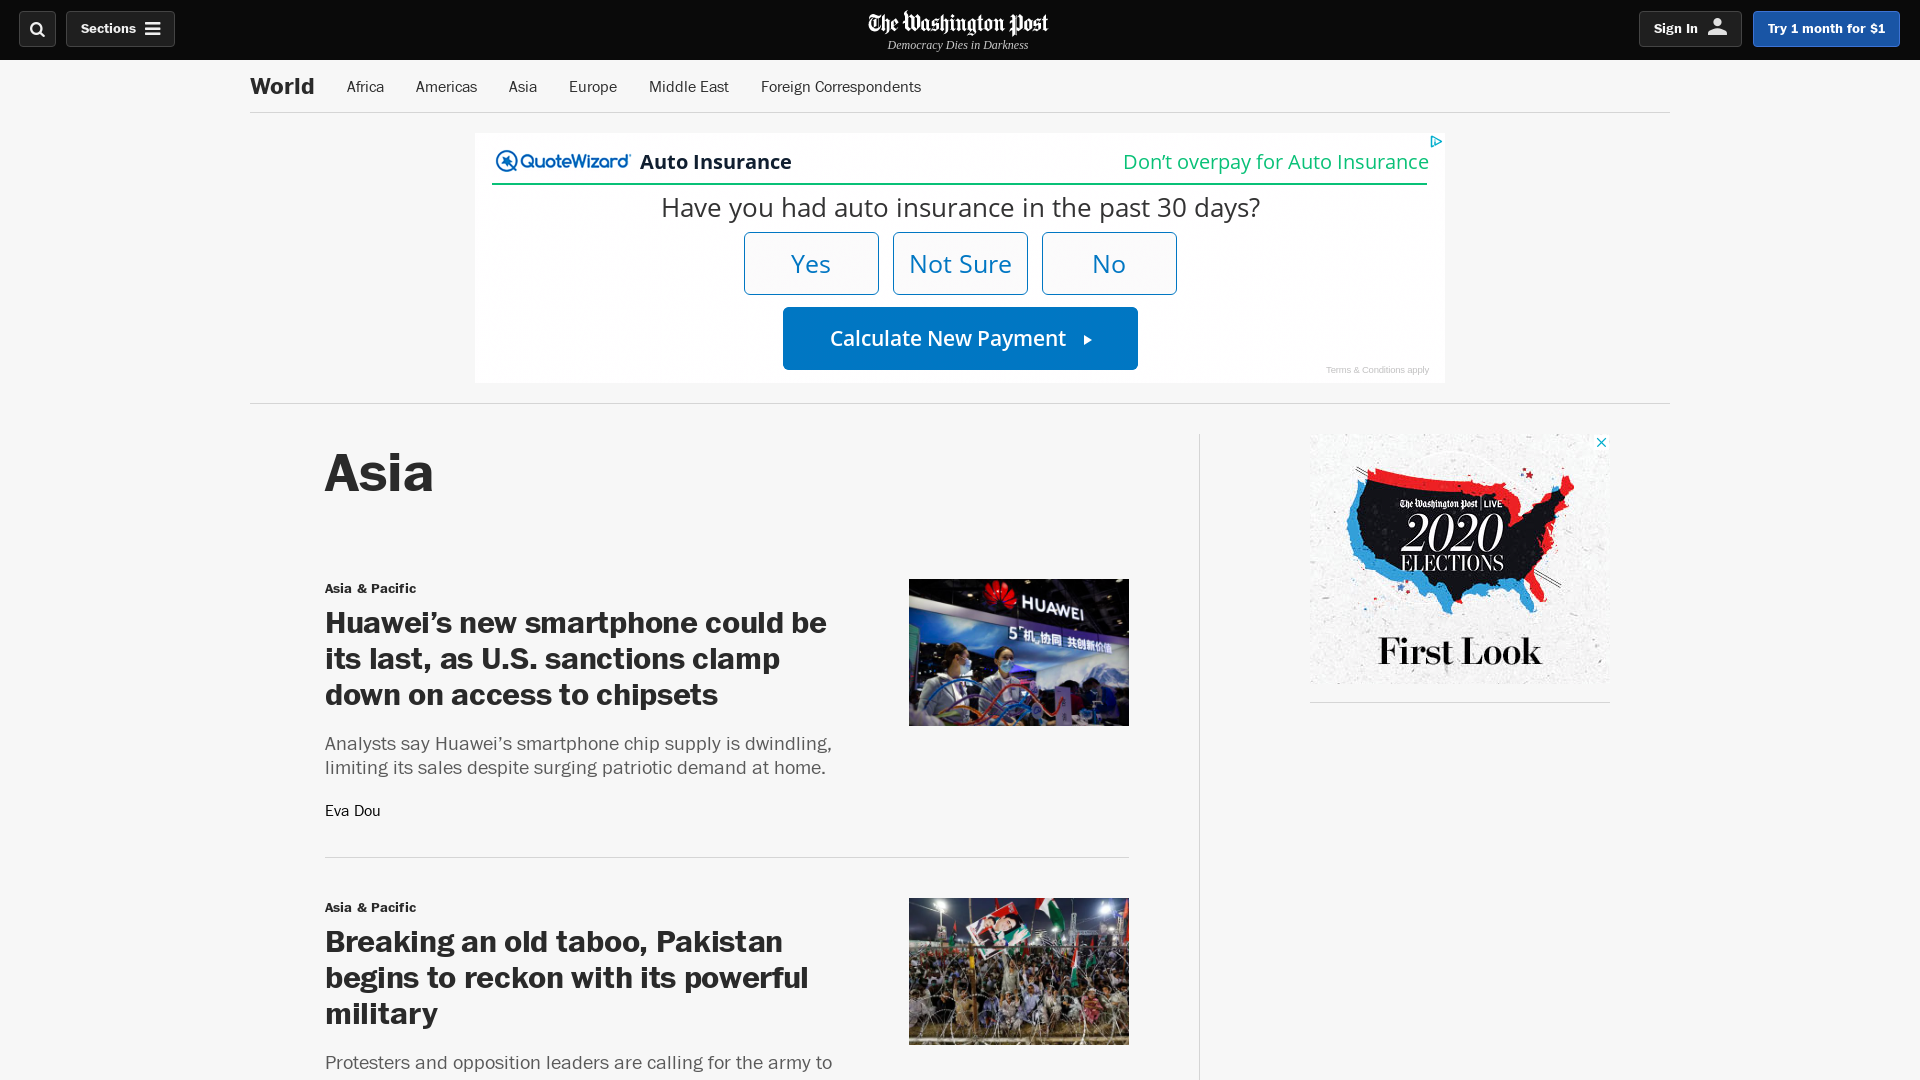 Sections
The Washington Post
Democracy Dies in Darkness
Sign In
Try 1 month for $1
World
Africa
Americas
Asia
Europe
Middle East
Foreign Correspondents
QuoteWizard
Auto Insurance
Don't overpay for Auto Insurance
Have you had auto insurance in the past 30 days?
Yes
Not Sure
No
Calculate New Payment
Terms & Conditions apply
Asia
Asia & Pacific
Huawei’s new smartphone could be
its last, as U.S. sanctions clamp
down on access to chipsets
Analysts say Huawei’s smartphone chip supply is dwindling,
limiting its sales despite surging patriotic demand at home.
Eva Dou
HUAWEI
机 协同 共创新价值
Asia & Pacific
Breaking an old taboo, Pakistan
begins to reckon with its powerful
military
Protesters and opposition leaders are calling for the army to
The Washington Post LIVE
2020
ELECTIONS
First Look